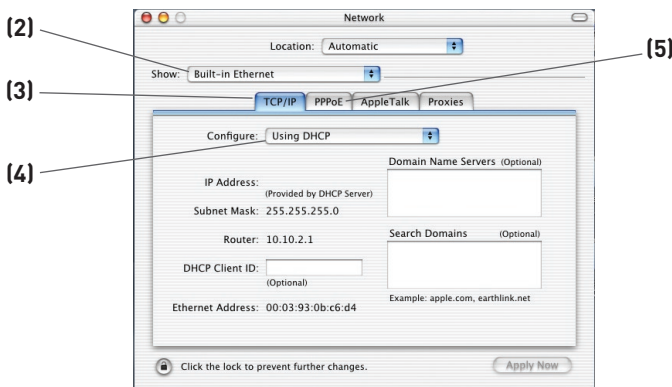 Network
(2)
Location: Automatic
(5)
Show: Built-in Ethernet
(3)
TCP/IP PPPoE AppleTalk Proxies
Configure: Using DHCP
(4)
Domain Name Servers (Optional)
IP Address:
(Provided by DHCP Server)
Subnet Mask: 255.255.255.0
Router: 10.10.2.1
Search Domains (Optional)
DHCP Client ID:
(Optional)
Example: apple.com, earthlink.net
Ethernet Address: 00:03:93:0b:c6:d4
Click the lock to prevent further changes.
Apply Now